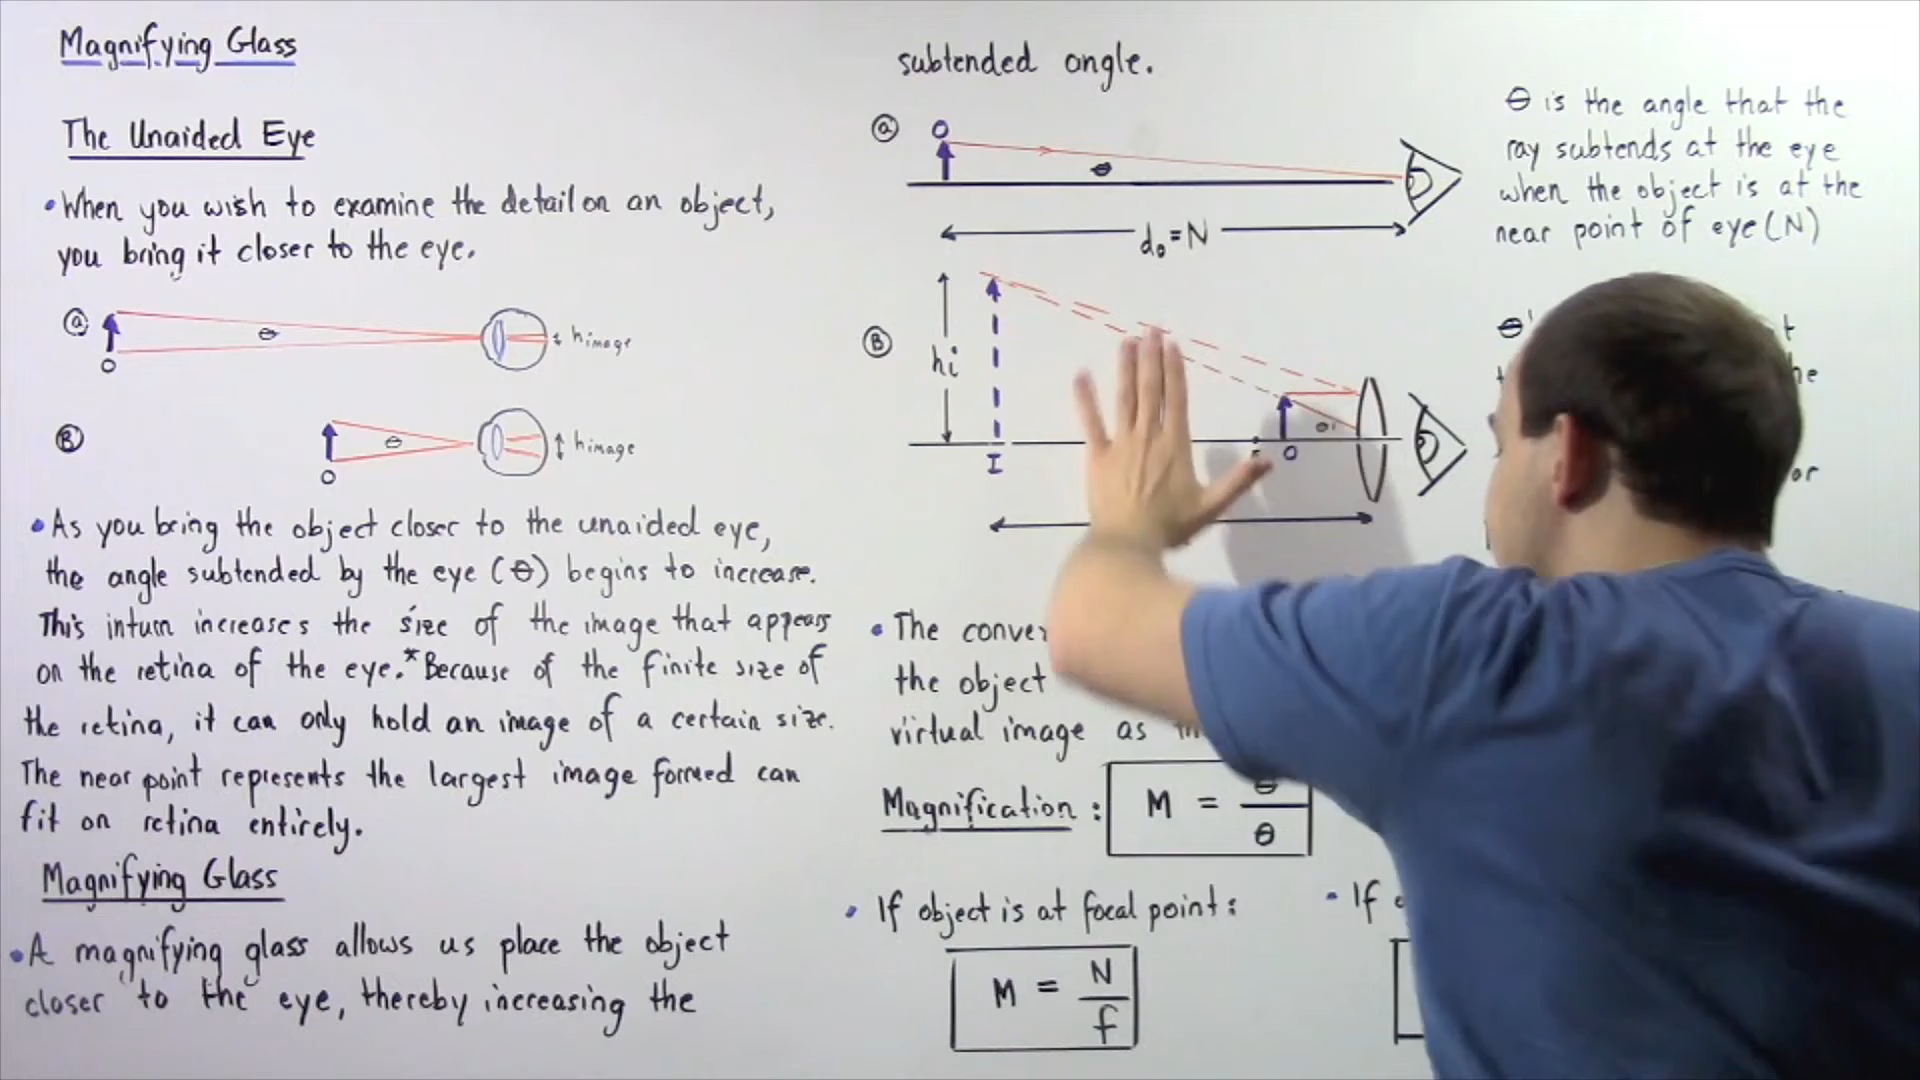 Magnifying Glass
The Unaided Eye
• When you wish to examine the detail on an object,
you bring it closer to the eye.
ⓐ θ O ↕ h image
Ⓑ θ O ↕ h image
• As you bring the object closer to the unaided eye,
the angle subtended by the eye (θ) begins to increase.
This inturn increases the size of the image that appears
on the retina of the eye.* Because of the finite size of
the retina, it can only hold an image of a certain size.
The near point represents the largest image formed can
fit on retina entirely.
Magnifying Glass
• A magnifying glass allows us place the object
closer to the eye, thereby increasing the
subtended angle.
ⓐ O θ
do = N
Ⓑ hi I O θ'
• The conver
the object
virtual image as
Magnification : M = θ / θ
• If object is at focal point:
M = N / f
• If
θ is the angle that the
ray subtends at the eye
when the object is at the
near point of eye (N)
θ'
or